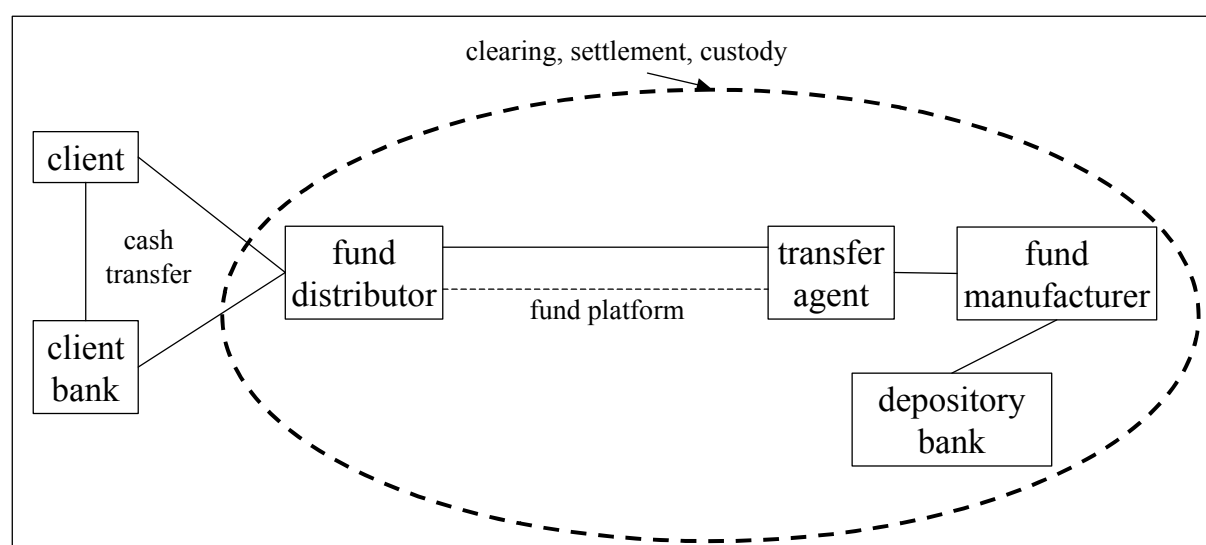 clearing, settlement, custody
client
cash
transfer
client
bank
fund
distributor
fund platform
transfer
agent
fund
manufacturer
depository
bank